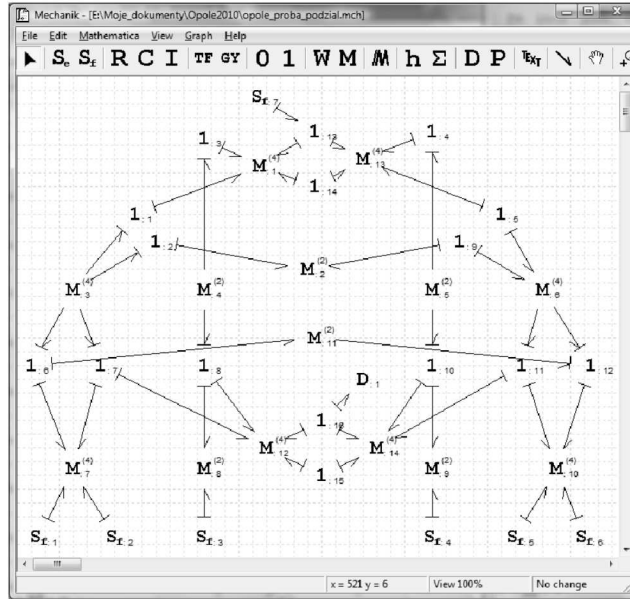 Mechanik - [E:\Moje_dokumenty\Opole2010\opole_proba_podzial.mch]
File Edit Mathematica View Graph Help
Se Sf R C I TF GY 0 1 W M M h Σ D P TEXT
Sf:7
1:3 1:13 1:4
M(4):1 M(4):13
1:14
1:1 1:5
1:2 1:9
M(2):2
M(4):3 M(2):4 M(2):5 M(4):6
M(2):11
1:6 1:7 1:8 1:10 1:11 1:12
D:1
M(4):12 M(4):14
M(4):7 M(2):8 1:15 M(2):9 M(4):10
Sf:1 Sf:2 Sf:3 Sf:4 Sf:5 Sf:6
x = 521 y = 6 View 100% No change